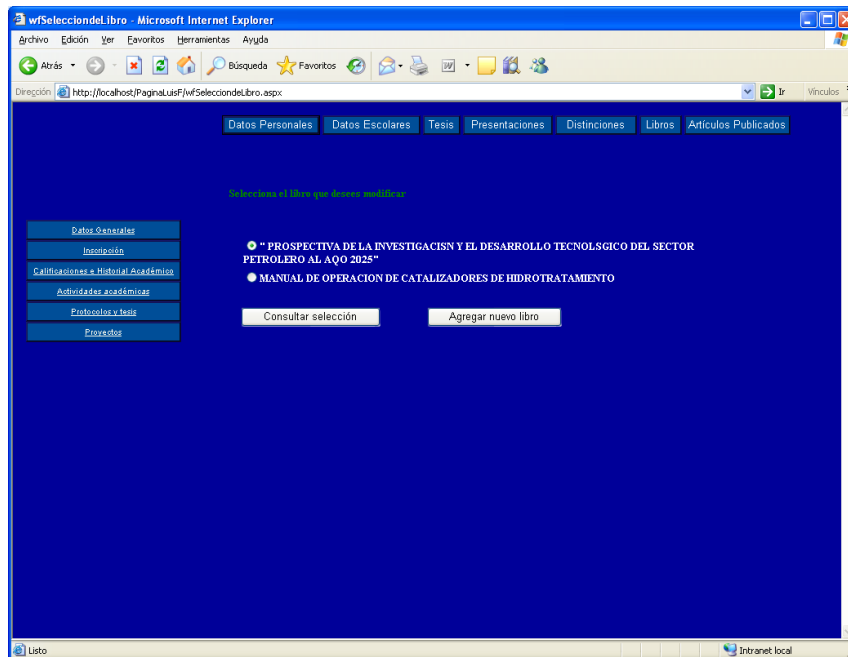 wfSelecciondeLibro - Microsoft Internet Explorer
Archivo Edición Ver Favoritos Herramientas Ayuda
Atrás Búsqueda Favoritos
Dirección http://localhost/PaginaLuisF/wfSelecciondeLibro.aspx Ir Vínculos
Datos Personales Datos Escolares Tesis Presentaciones Distinciones Libros Artículos Publicados
Selecciona el libro que desees modificar
Datos Generales
Inscripción
Calificaciones e Historial Académico
Actividades académicas
Protocolos y tesis
Proyectos
" PROSPECTIVA DE LA INVESTIGACISN Y EL DESARROLLO TECNOLSGICO DEL SECTOR
PETROLERO AL AQO 2025"
MANUAL DE OPERACION DE CATALIZADORES DE HIDROTRATAMIENTO
Consultar selección Agregar nuevo libro
Listo Intranet local